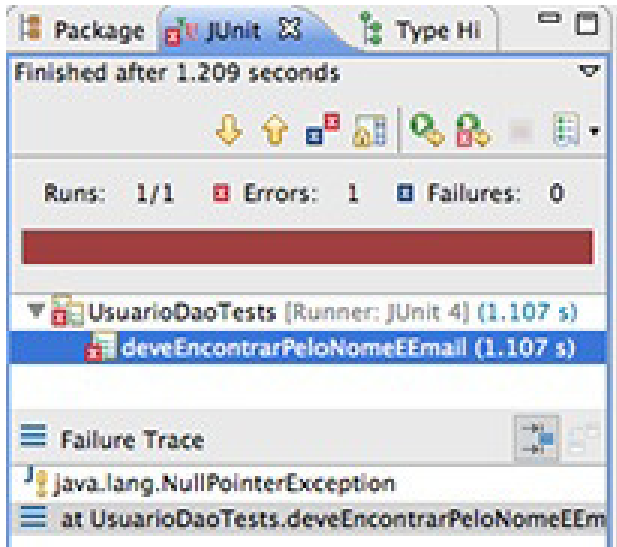 Package JUnit Type Hi
Finished after 1.209 seconds
Runs: 1/1 Errors: 1 Failures: 0
UsuarioDaoTests [Runner: JUnit 4] (1.107 s)
deveEncontrarPeloNomeEEmail (1.107 s)
Failure Trace
java.lang.NullPointerException
at UsuarioDaoTests.deveEncontrarPeloNomeEEm